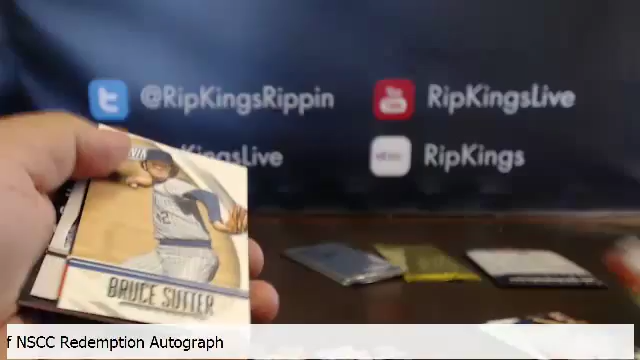 @RipKingsRippin
RipKingsLive
KingsLive
RipKings
BRUCE SUTTER
f NSCC Redemption Autograph